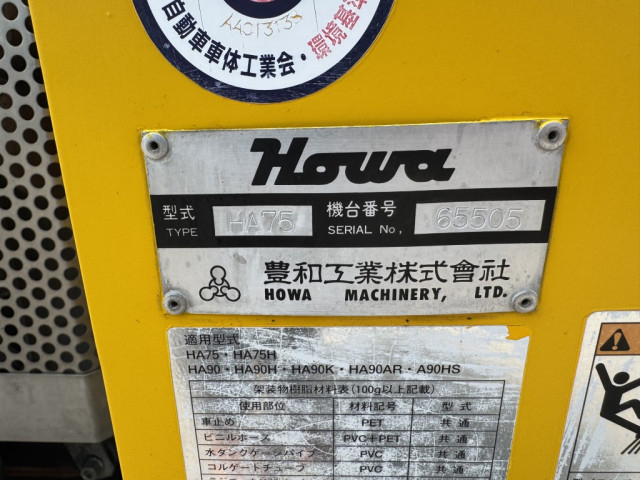 A4013133
自動車車体工業会・環境基準
Howa
型式 HA75 機台番号 65505
TYPE SERIAL No,
豊和工業株式會社
HOWA MACHINERY, LTD.
適用型式
HA75・HA75H
HA90・HA90H・HA90K・HA90AR・A90HS
架装物樹脂材料表(100g以上記載)
使用部位 材料記号 型式
車止め PET 共通
ビニルホース PVC+PET 共通
水タンクゲージパイプ PVC 共通
コルゲートチューブ PVC 共通